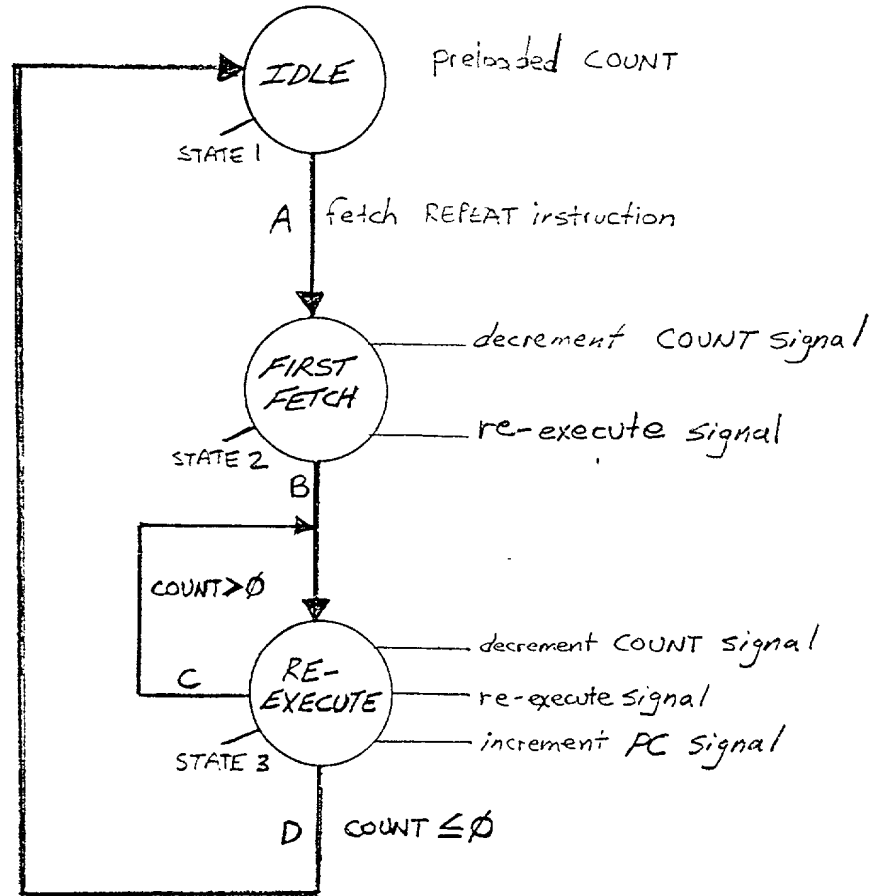 IDLE
preloaded COUNT
STATE 1
A
fetch REPEAT instruction
FIRST
FETCH
decrement COUNT signal
re-execute signal
STATE 2
B
COUNT>Ø
C
RE-
EXECUTE
decrement COUNT signal
re-execute signal
increment PC signal
STATE 3
D
COUNT ≤ Ø